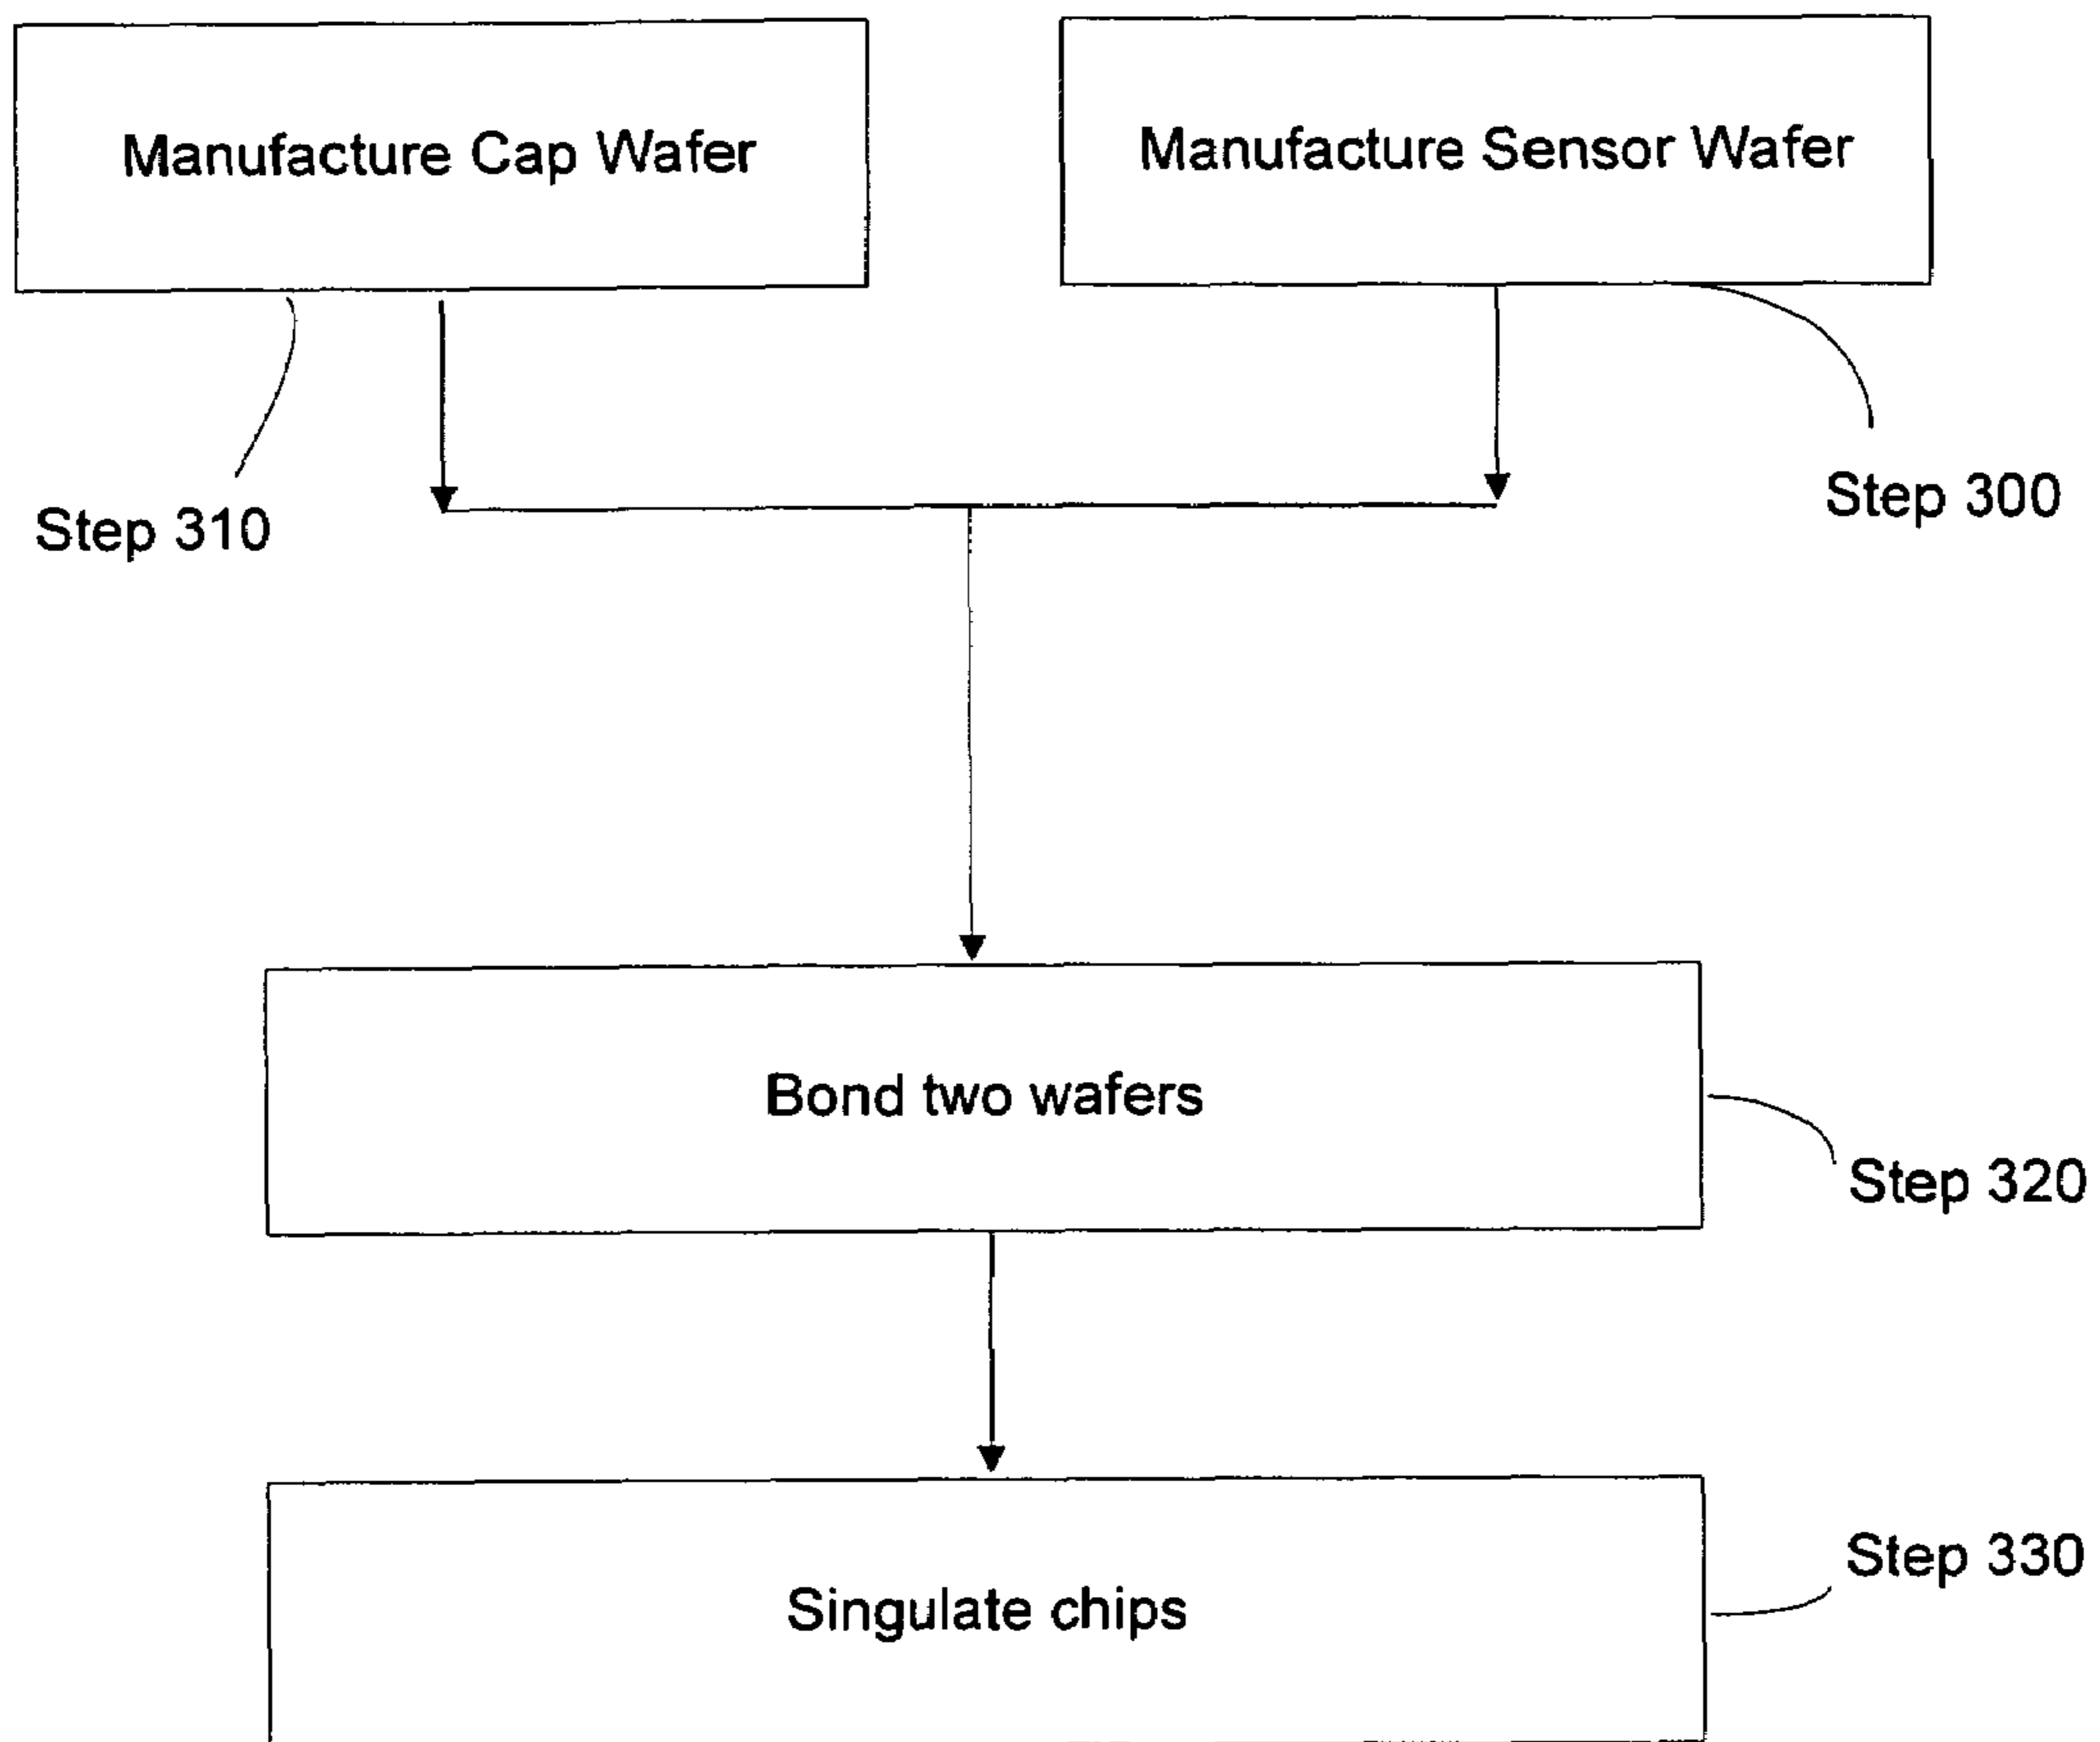 Manufacture Cap Wafer
Manufacture Sensor Wafer
Step 310
Step 300
Bond two wafers
Step 320
Singulate chips
Step 330